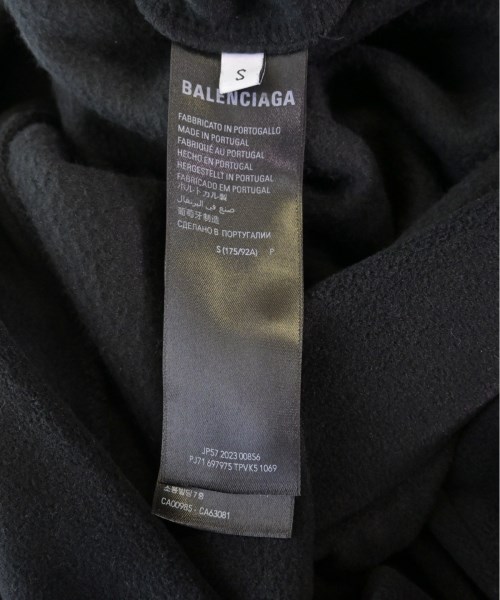 S
BALENCIAGA
FABBRICATO IN PORTOGALLO
MADE IN PORTUGAL
FABRIQUÉ AU PORTUGAL
HECHO EN PORTUGAL
HERGESTELLT IN PORTUGAL
FABRICADO EM PORTUGAL
ポルトガル製
صنع في البرتغال
葡萄牙制造
СДЕЛАНО В ПОРТУГАЛИИ
S (175/92A) P
JP57 2023 00856
PJ71 697975 TPVK5 1069
CA00985 - CA63081